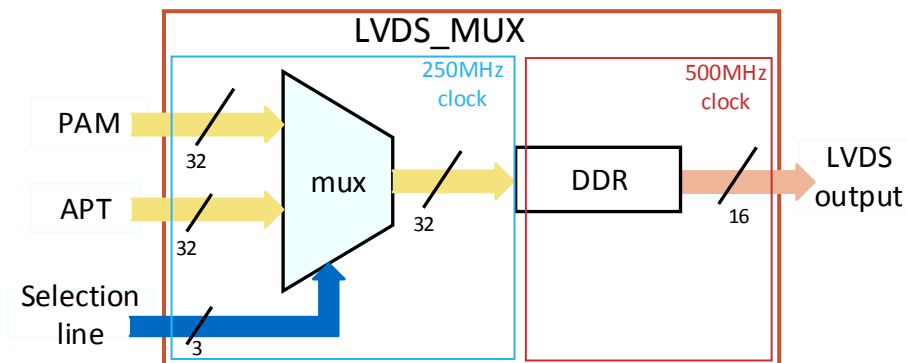 LVDS_MUX
250MHz
clock
500MHz
clock
PAM
32
APT
32
mux
32
DDR
16
LVDS
output
Selection
line
3